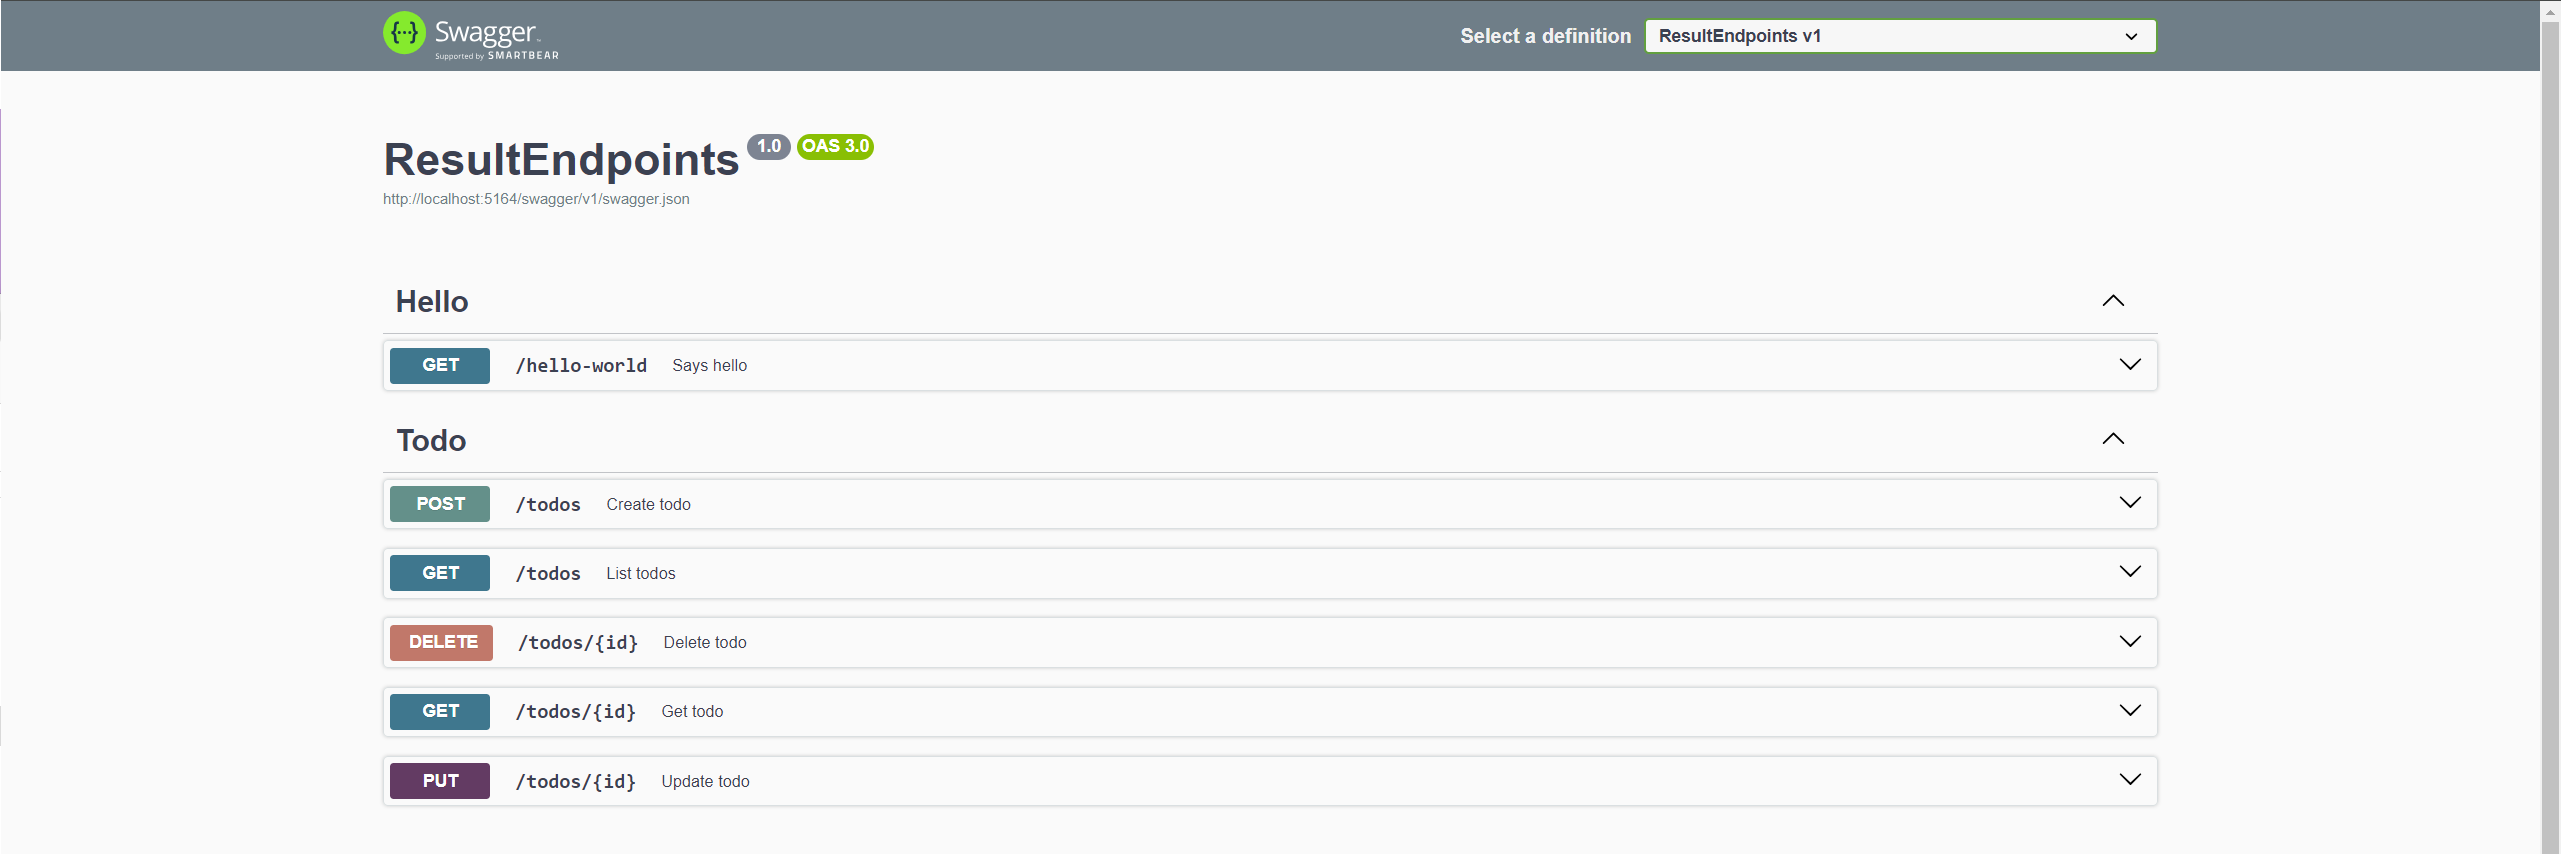 Swagger
Supported by SMARTBEAR
Select a definition
ResultEndpoints v1
ResultEndpoints 1.0 OAS 3.0
http://localhost:5164/swagger/v1/swagger.json
Hello
GET /hello-world Says hello
Todo
POST /todos Create todo
GET /todos List todos
DELETE /todos/{id} Delete todo
GET /todos/{id} Get todo
PUT /todos/{id} Update todo